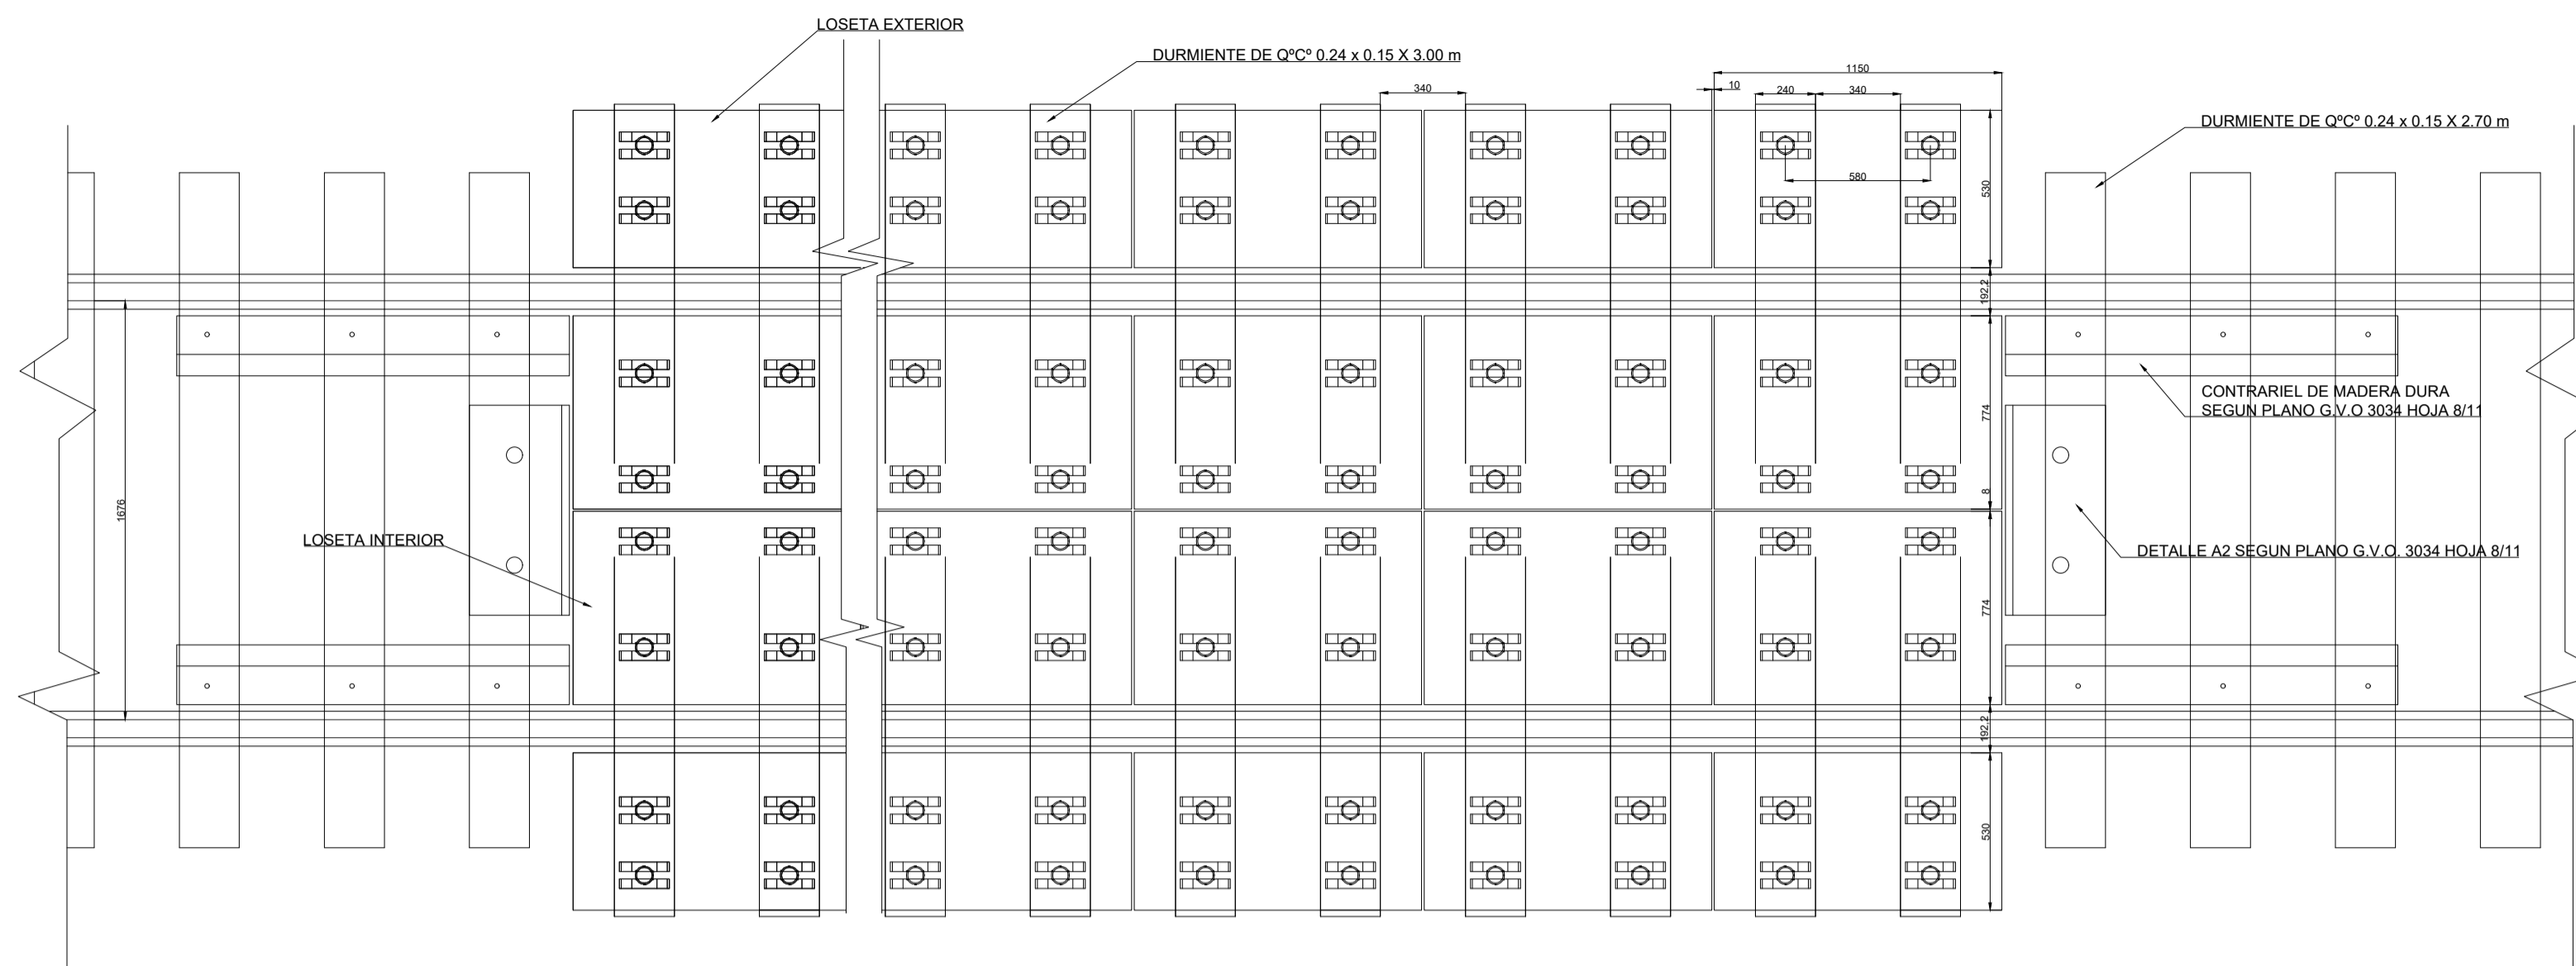 LOSETA EXTERIOR
DURMIENTE DE QºCº 0.24 x 0.15 X 3.00 m
1150
10
340
240
340
DURMIENTE DE QºCº 0.24 x 0.15 X 2.70 m
580
530
192.2
CONTRARIEL DE MADERA DURA
SEGUN PLANO G.V.O 3034 HOJA 8/11
774
8
1676
LOSETA INTERIOR
DETALLE A2 SEGUN PLANO G.V.O. 3034 HOJA 8/11
774
192.2
530